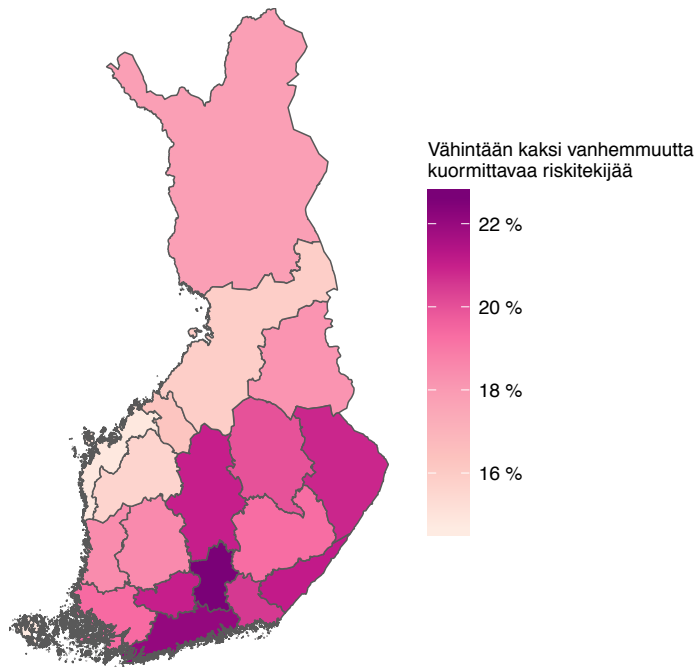 Vähintään kaksi vanhemmuutta
kuormittavaa riskitekijää
22 %
20 %
18 %
16 %